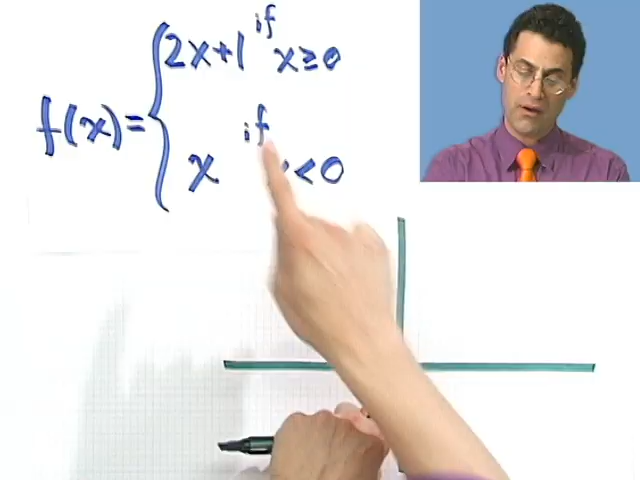 f(x) = { 2x+1 if x ≥ 0
x if < 0